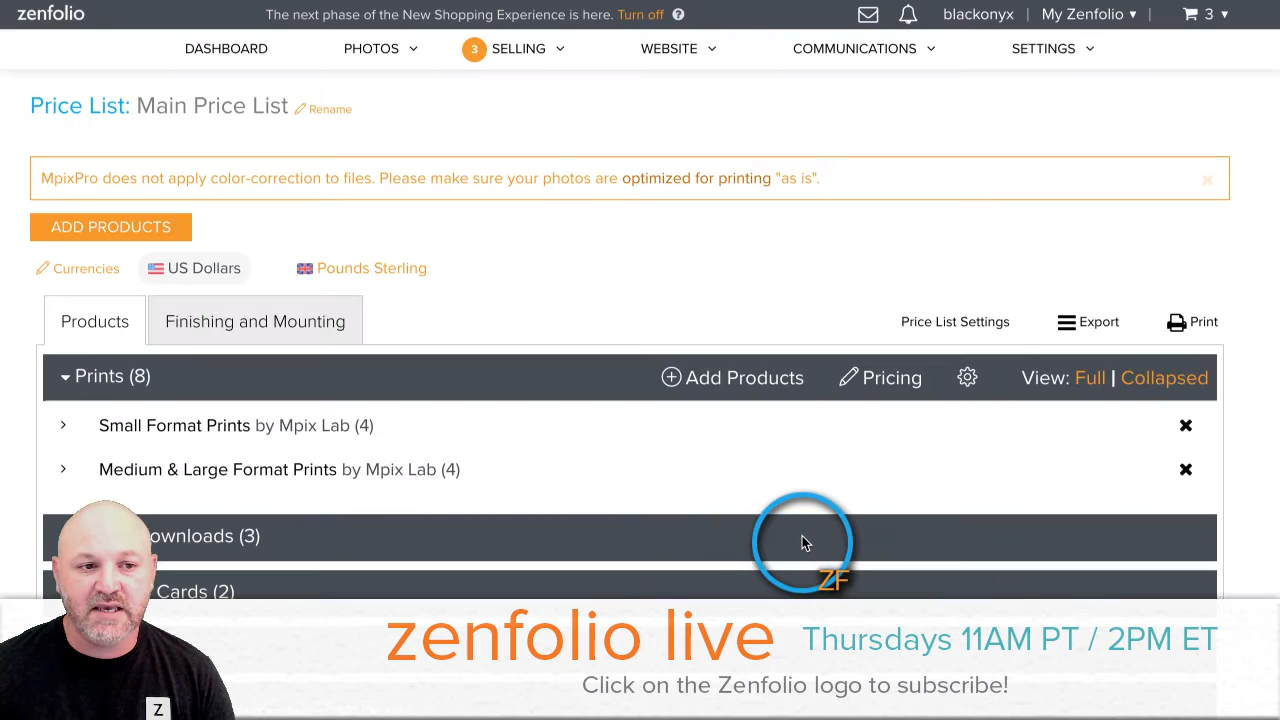 zenfolio
The next phase of the New Shopping Experience is here. Turn off ?
blackonyx | My Zenfolio ▾ | 3 ▾
DASHBOARD PHOTOS 3 SELLING WEBSITE COMMUNICATIONS SETTINGS
Price List: Main Price List Rename
MpixPro does not apply color-correction to files. Please make sure your photos are optimized for printing "as is".
ADD PRODUCTS
Currencies US Dollars Pounds Sterling
Products Finishing and Mounting Price List Settings Export Print
Prints (8) Add Products Pricing View: Full | Collapsed
Small Format Prints by Mpix Lab (4)
Medium & Large Format Prints by Mpix Lab (4)
ownloads (3)
Cards (2)
ZF
zenfolio live Thursdays 11AM PT / 2PM ET
Click on the Zenfolio logo to subscribe!
Z